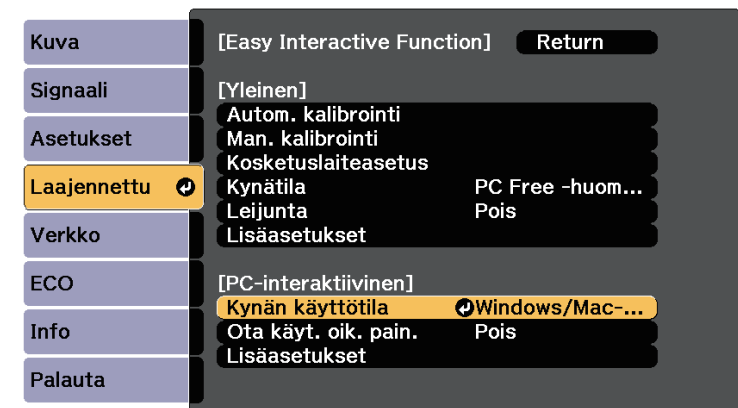 Kuva
Signaali
Asetukset
Laajennettu
Verkko
ECO
Info
Palauta
[Easy Interactive Function] Return
[Yleinen]
Autom. kalibrointi
Man. kalibrointi
Kosketuslaiteasetus
Kynätila PC Free -huom...
Leijunta Pois
Lisäasetukset
[PC-interaktiivinen]
Kynän käyttötila Windows/Mac-...
Ota käyt. oik. pain. Pois
Lisäasetukset